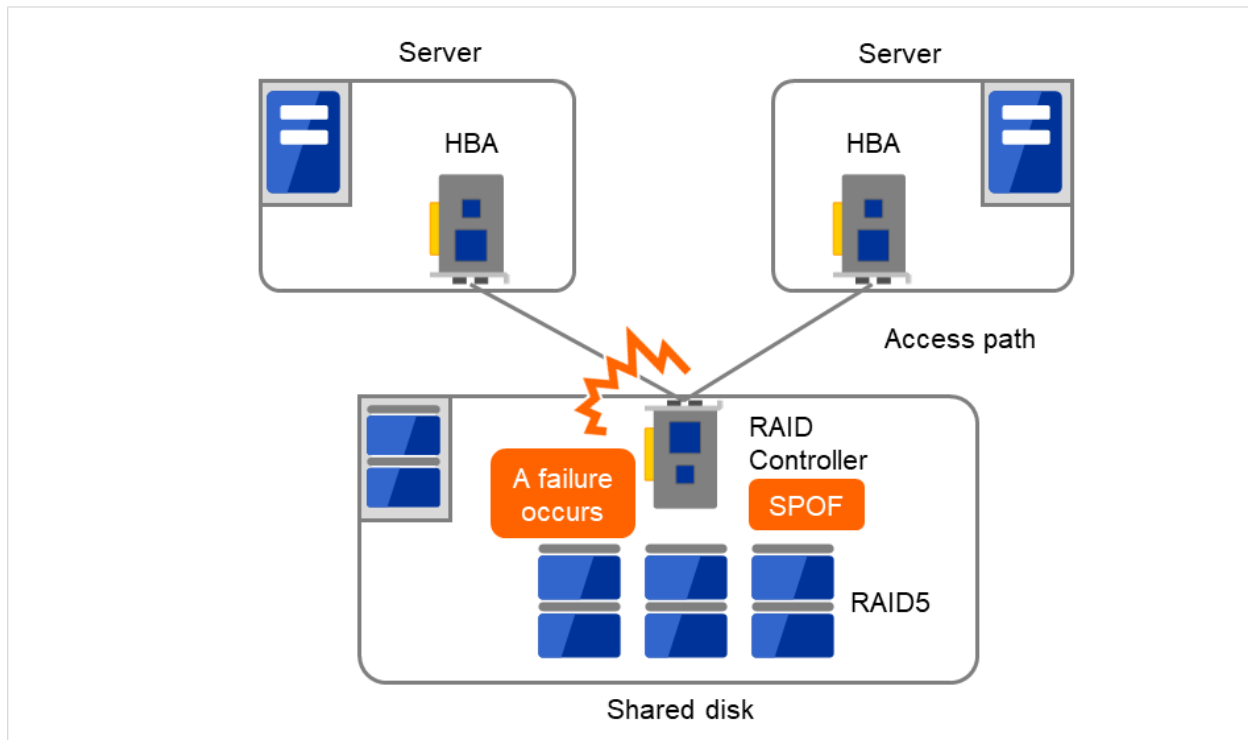 Server
Server
HBA
HBA
Access path
RAID
Controller
A failure
occurs
SPOF
RAID5
Shared disk